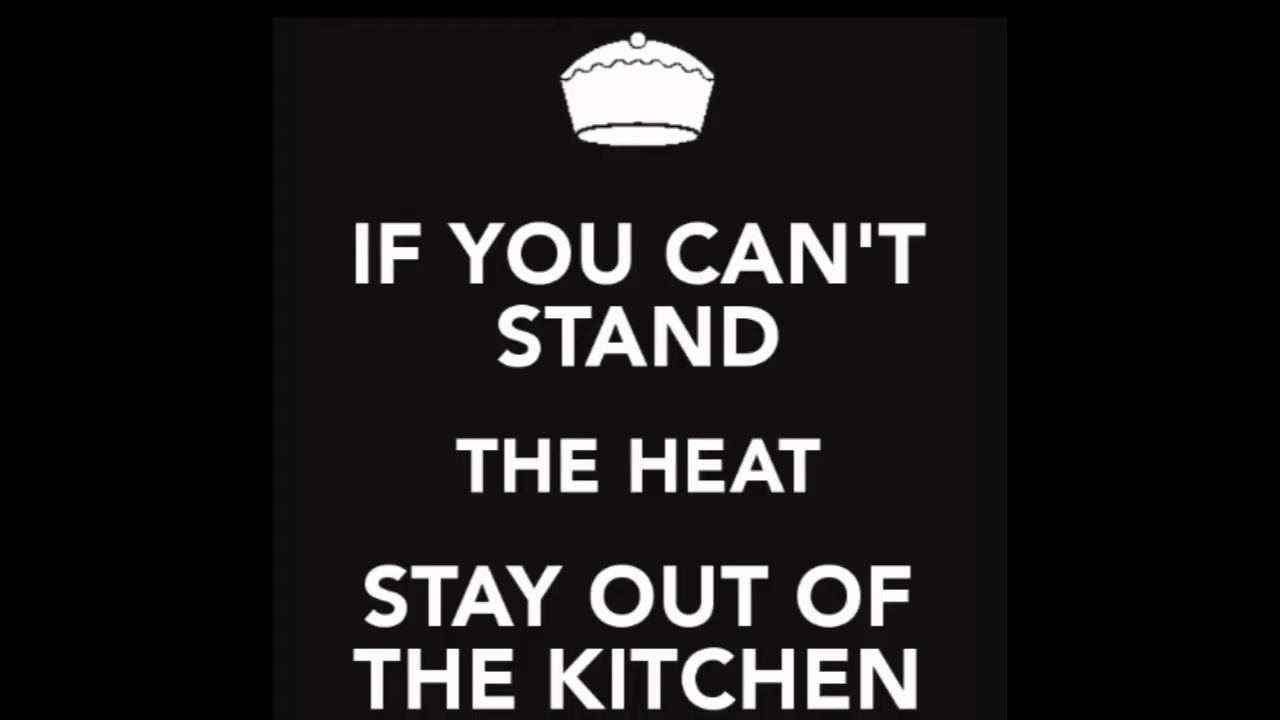 IF YOU CAN'T
STAND
THE HEAT
STAY OUT OF
THE KITCHEN